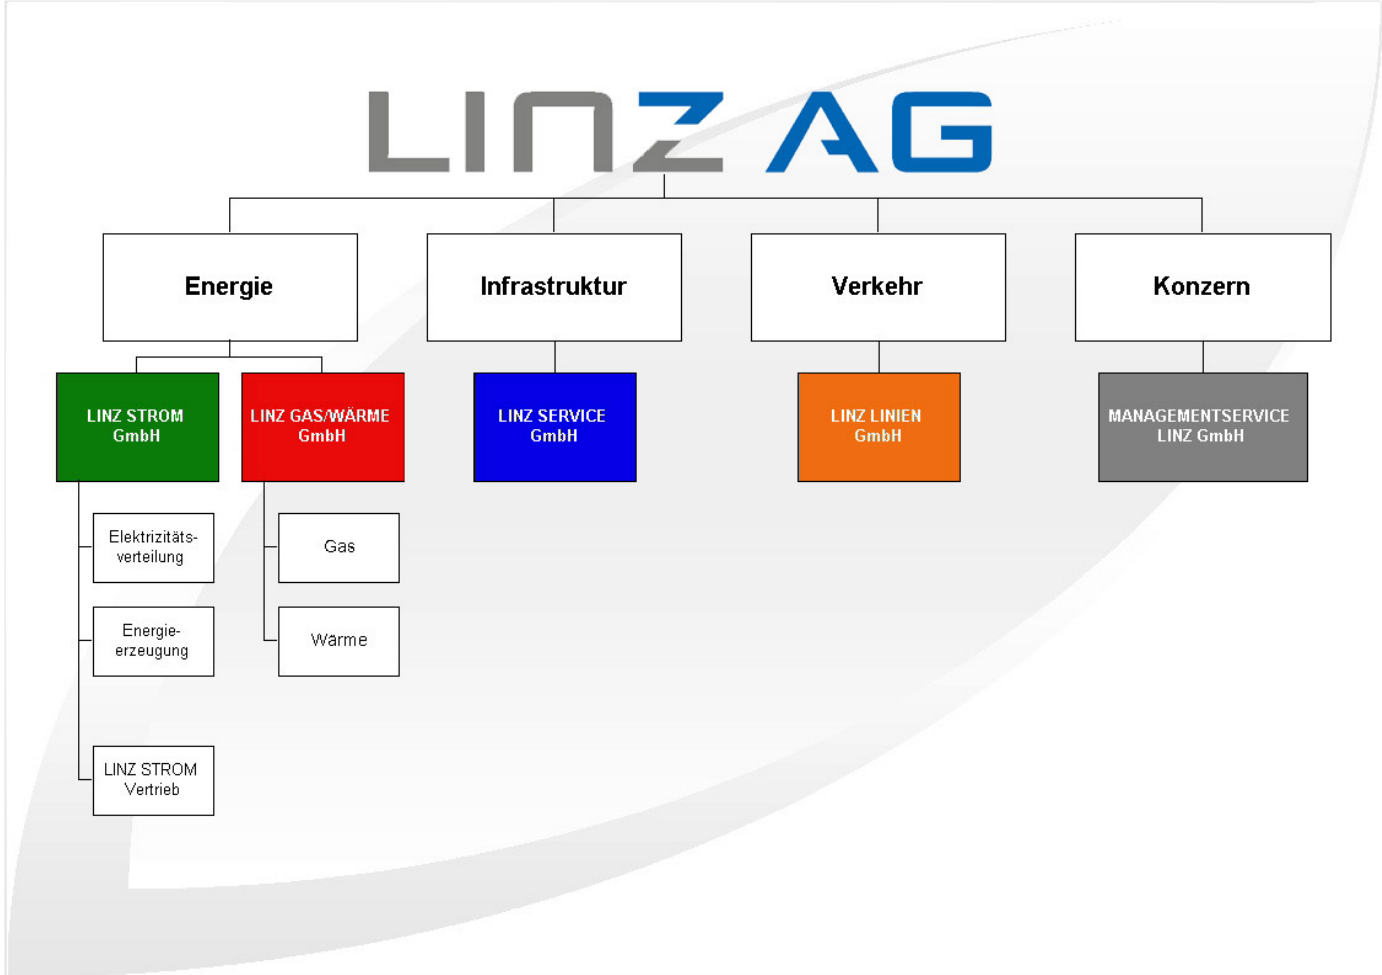 LINZ AG
Energie
Infrastruktur
Verkehr
Konzern
LINZ STROM
GmbH
LINZ GAS/WÄRME
GmbH
LINZ SERVICE
GmbH
LINZ LINIEN
GmbH
MANAGEMENTSERVICE
LINZ GmbH
Elektrizitäts-
verteilung
Gas
Energie-
erzeugung
Wärme
LINZ STROM
Vertrieb